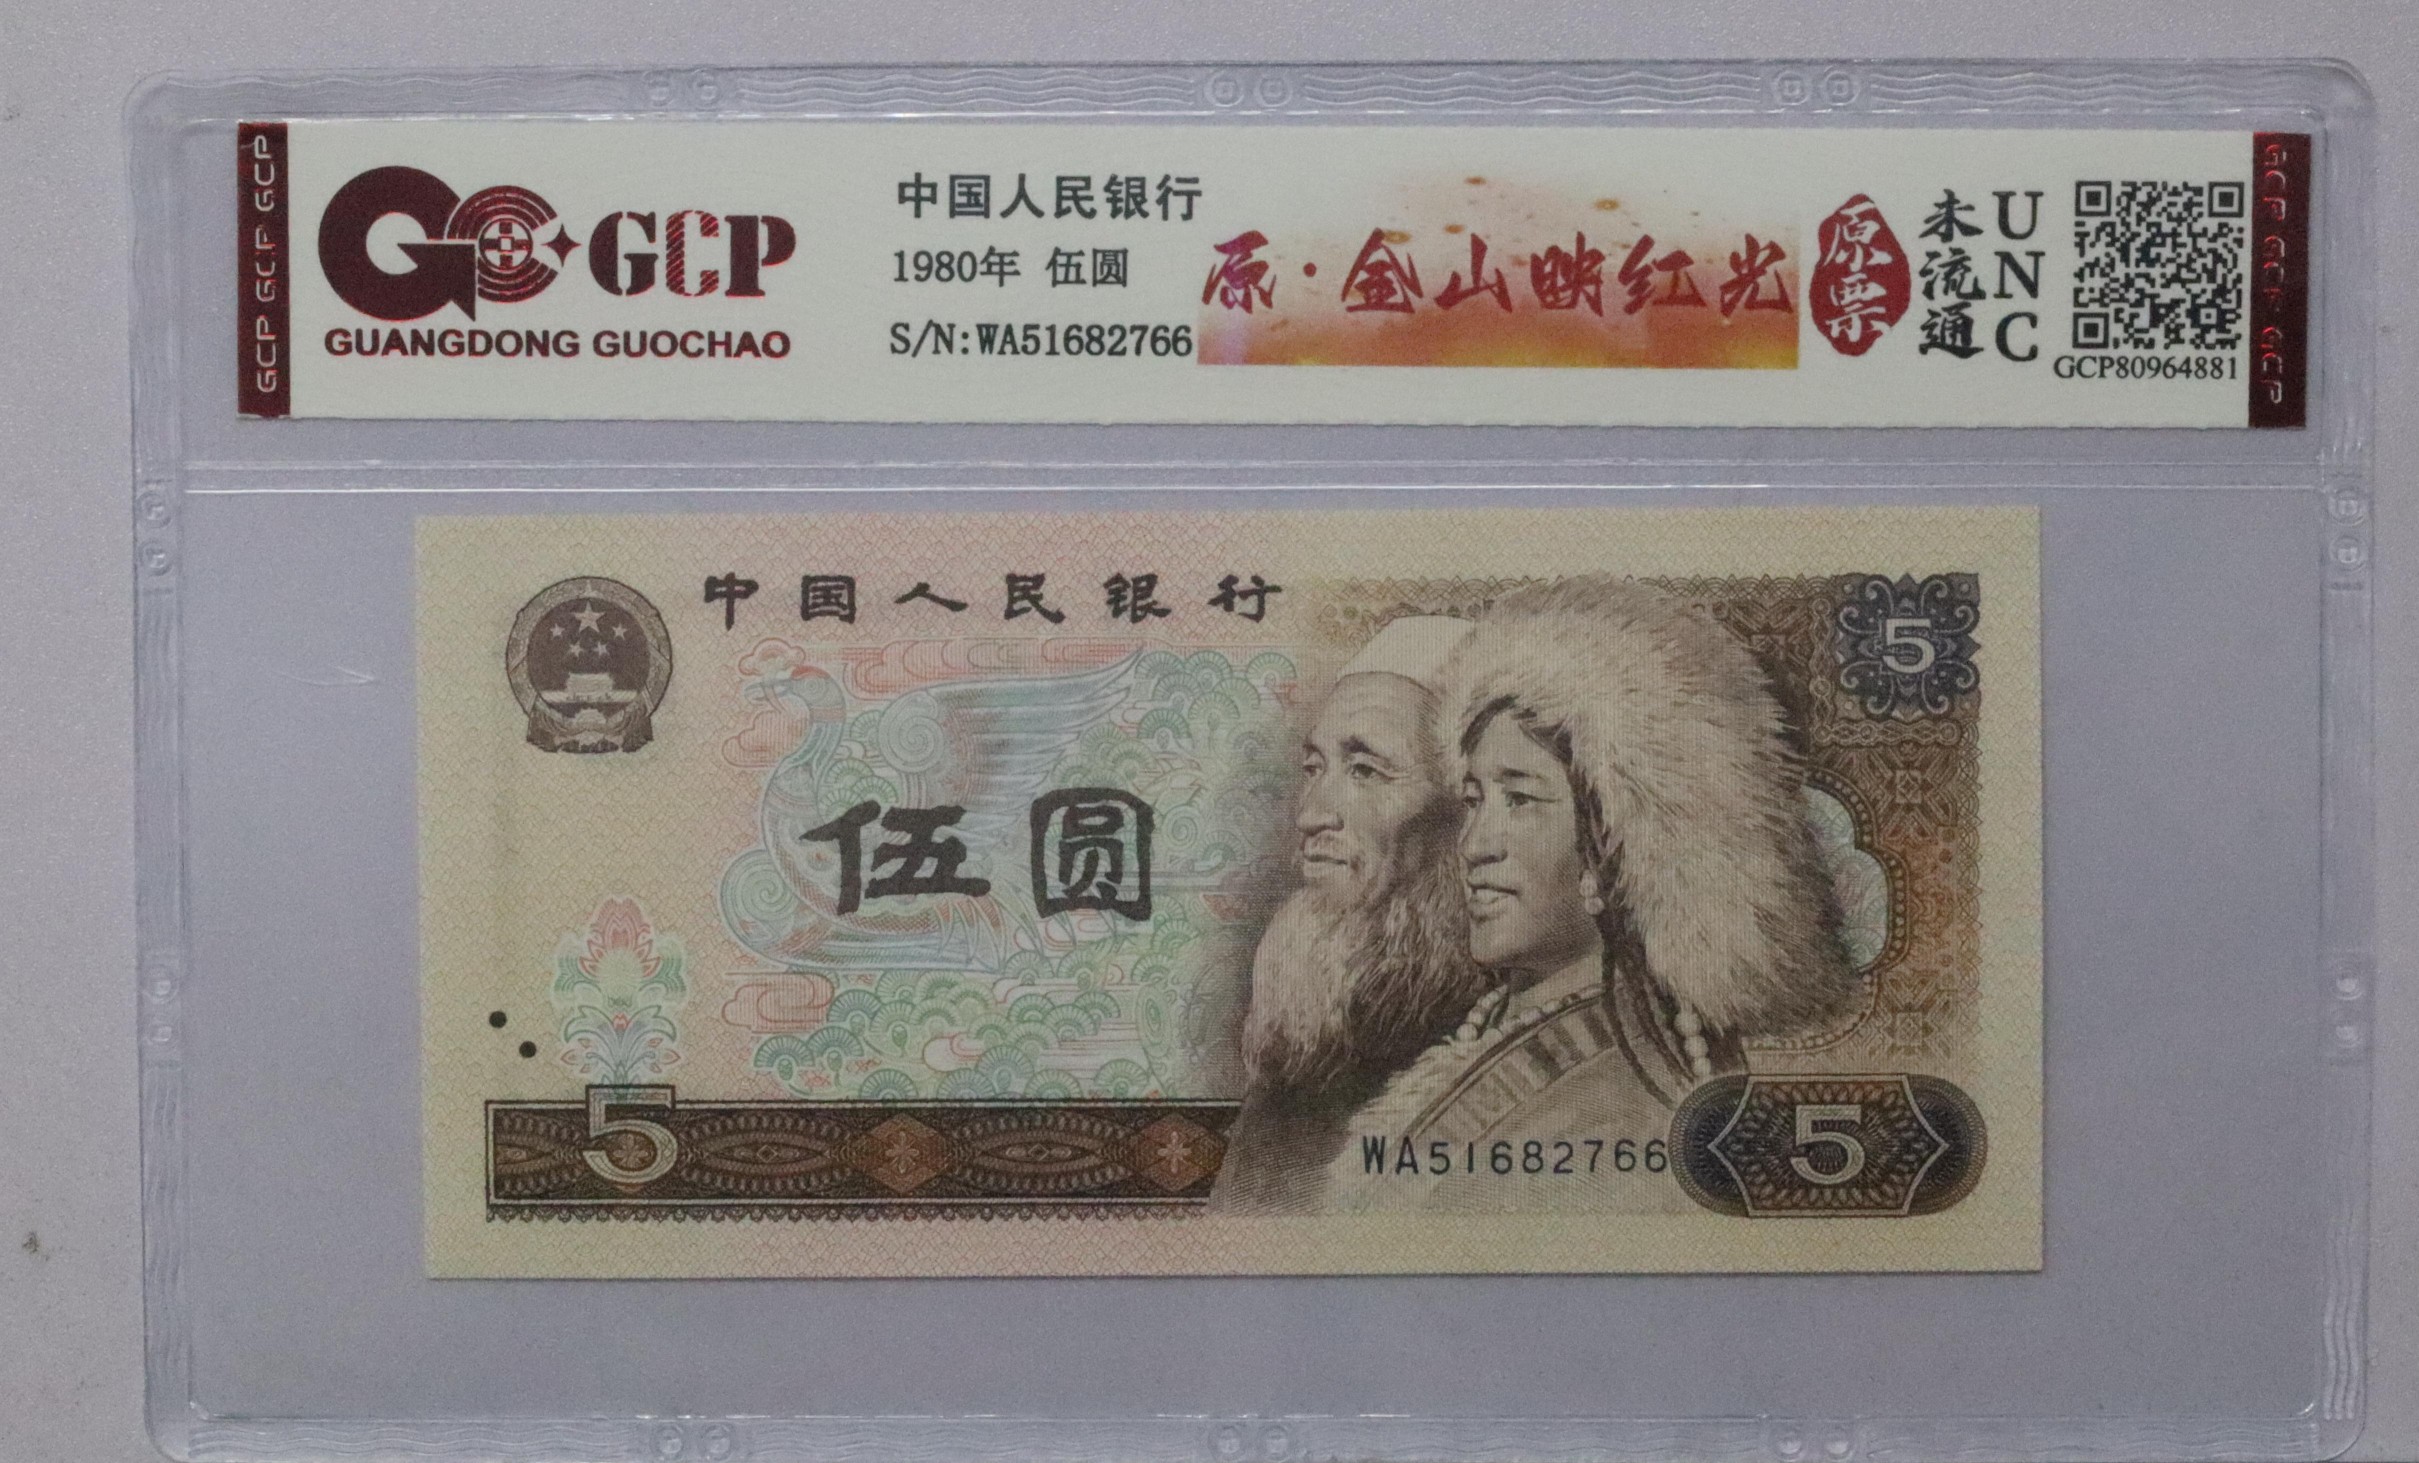 GCP GCP GCP
GCP
GUANGDONG GUOCHAO
中国人民银行
1980年 伍圆
S/N:WA51682766
原·金山映红光
原票
未流通
UNC
GCP80964881
GCP GCP GCP
中国人民银行
5
伍圆
5
WA51682766
5